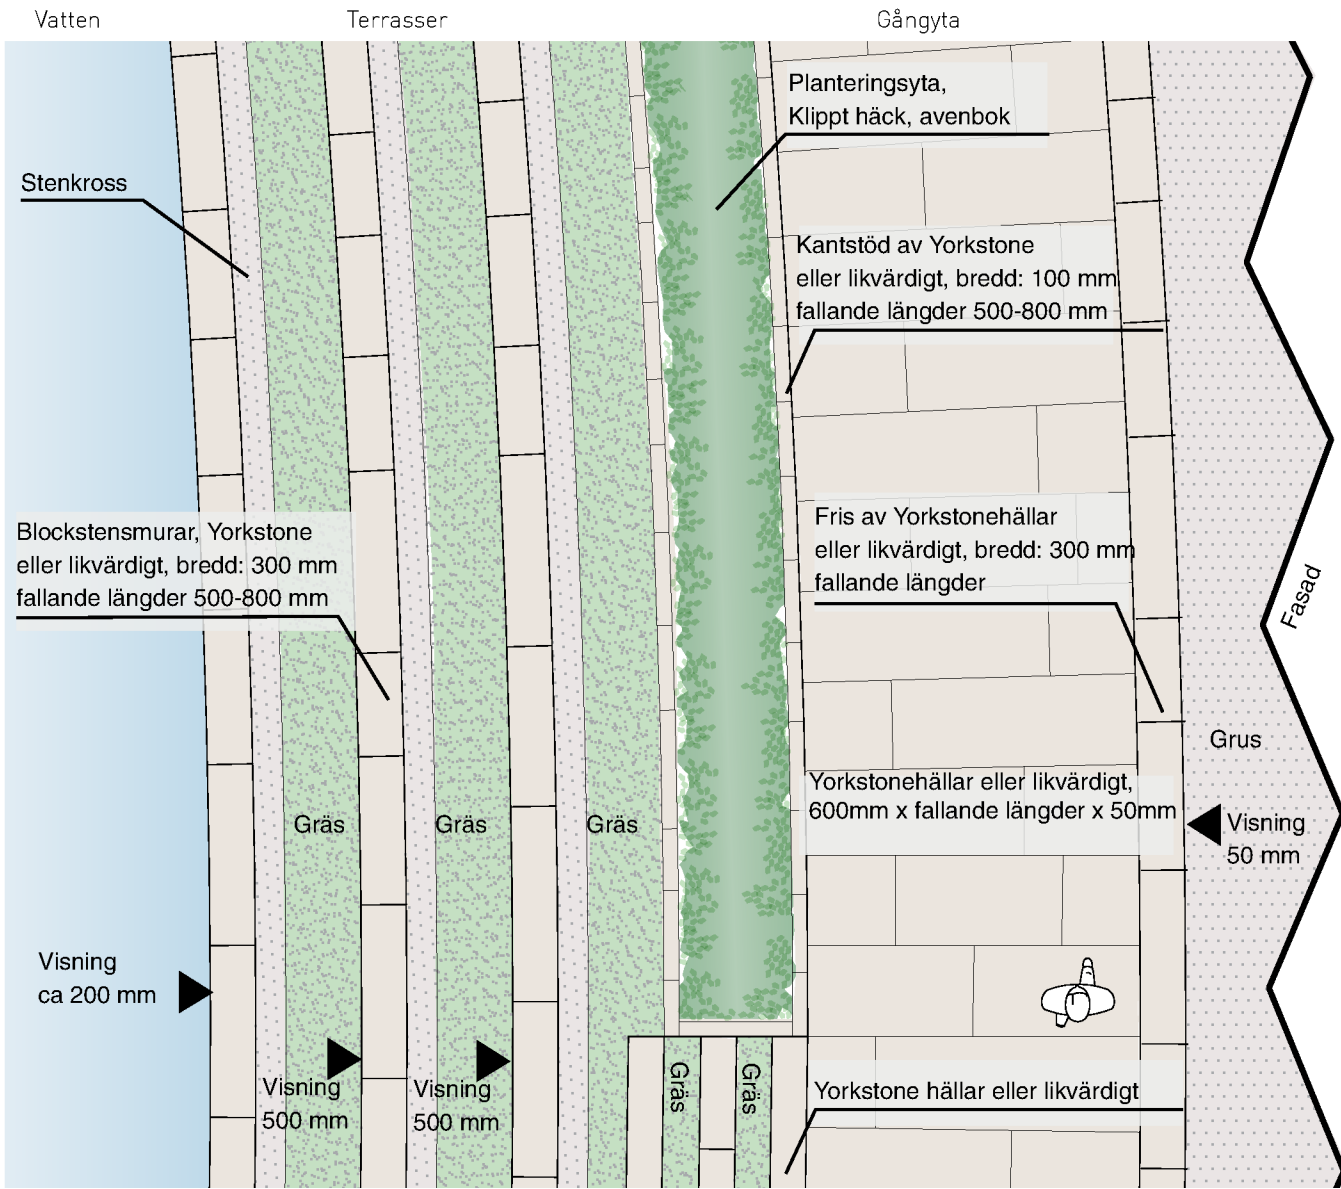 Vatten
Terrasser
Gångyta
Planteringsyta,
Klippt häck, avenbok
Stenkross
Kantstöd av Yorkstone
eller likvärdigt, bredd: 100 mm
fallande längder 500-800 mm
Blockstensmurar, Yorkstone
eller likvärdigt, bredd: 300 mm
fallande längder 500-800 mm
Fris av Yorkstonehällar
eller likvärdigt, bredd: 300 mm
fallande längder
Fasad
Grus
Yorkstonehällar eller likvärdigt,
600mm x fallande längder x 50mm
Gräs
Gräs
Gräs
Visning
50 mm
Visning
ca 200 mm
Visning
500 mm
Visning
500 mm
Gräs
Gräs
Yorkstone hällar eller likvärdigt